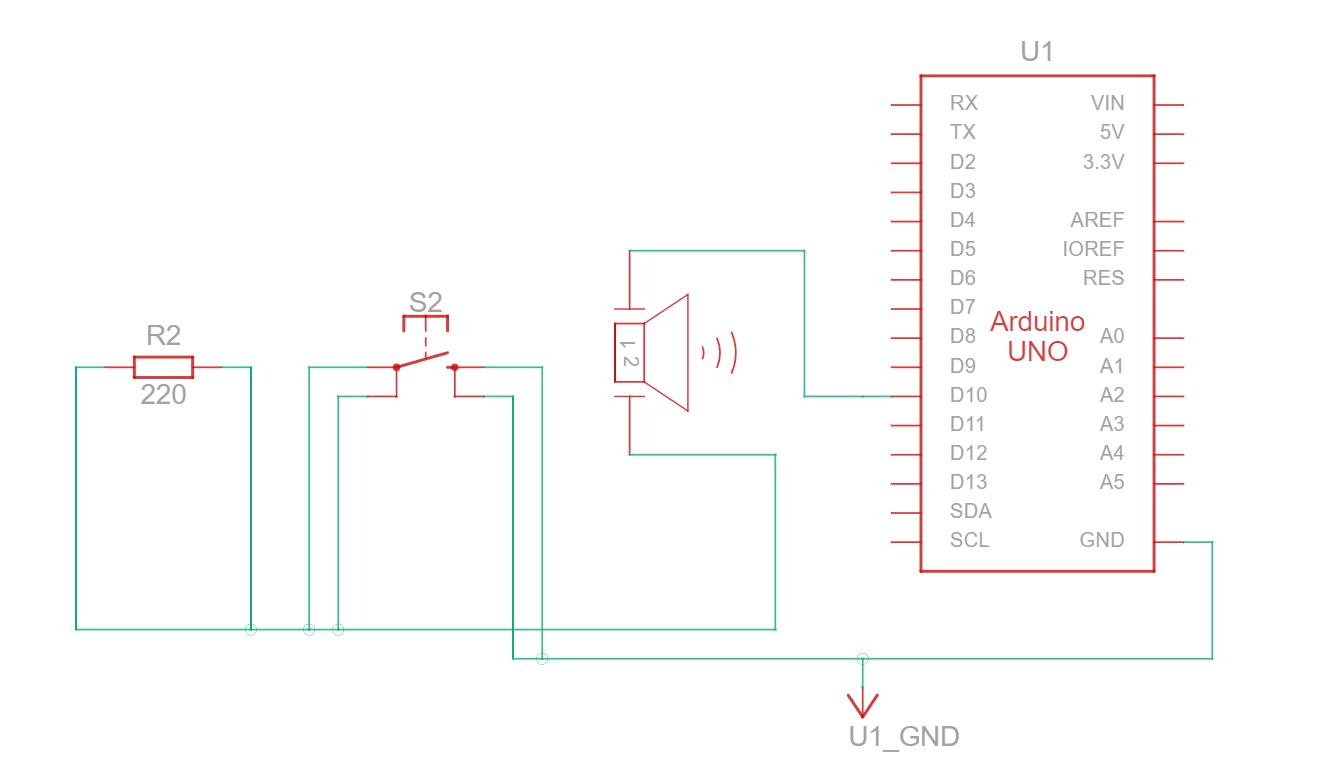 U1
RX
VIN
TX
5V
D2
3.3V
D3
D4
AREF
D5
IOREF
D6
RES
D7
Arduino
UNO
D8
A0
D9
A1
D10
A2
D11
A3
D12
A4
D13
A5
SDA
SCL
GND
S2
R2
220
1
2
U1_GND